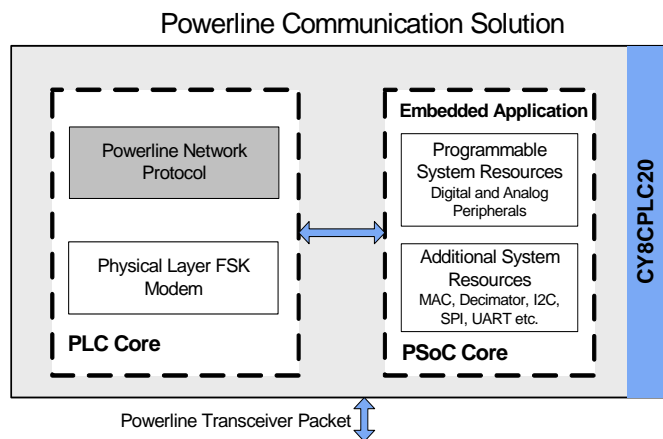 Powerline Communication Solution
Powerline Network
Protocol
Physical Layer FSK
Modem
PLC Core
Embedded Application
Programmable
System Resources
Digital and Analog
Peripherals
Additional System
Resources
MAC, Decimator, I2C,
SPI, UART etc.
PSoC Core
CY8CPLC20
Powerline Transceiver Packet